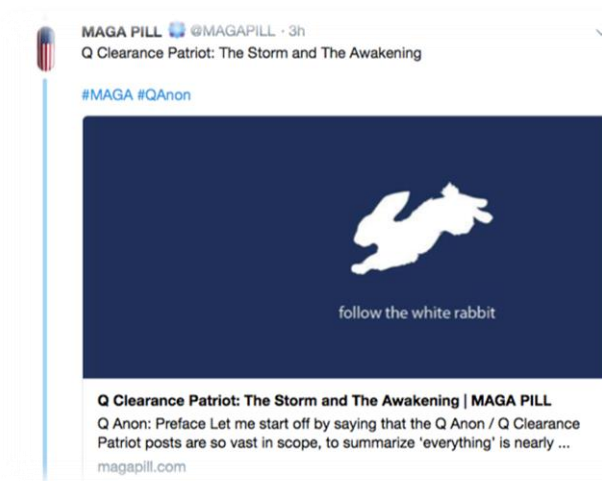 MAGA PILL @MAGAPILL · 3h
Q Clearance Patriot: The Storm and The Awakening
#MAGA #QAnon
follow the white rabbit
Q Clearance Patriot: The Storm and The Awakening | MAGA PILL
Q Anon: Preface Let me start off by saying that the Q Anon / Q Clearance
Patriot posts are so vast in scope, to summarize 'everything' is nearly ...
magapill.com